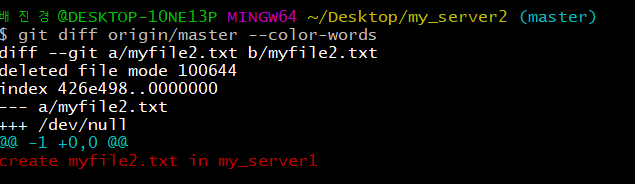 배 진 경 @DESKTOP-10NE13P MINGW64 ~/Desktop/my_server2 (master)
$ git diff origin/master --color-words
diff --git a/myfile2.txt b/myfile2.txt
deleted file mode 100644
index 426e498..0000000
--- a/myfile2.txt
+++ /dev/null
@@ -1 +0,0 @@
create myfile2.txt in my_server1